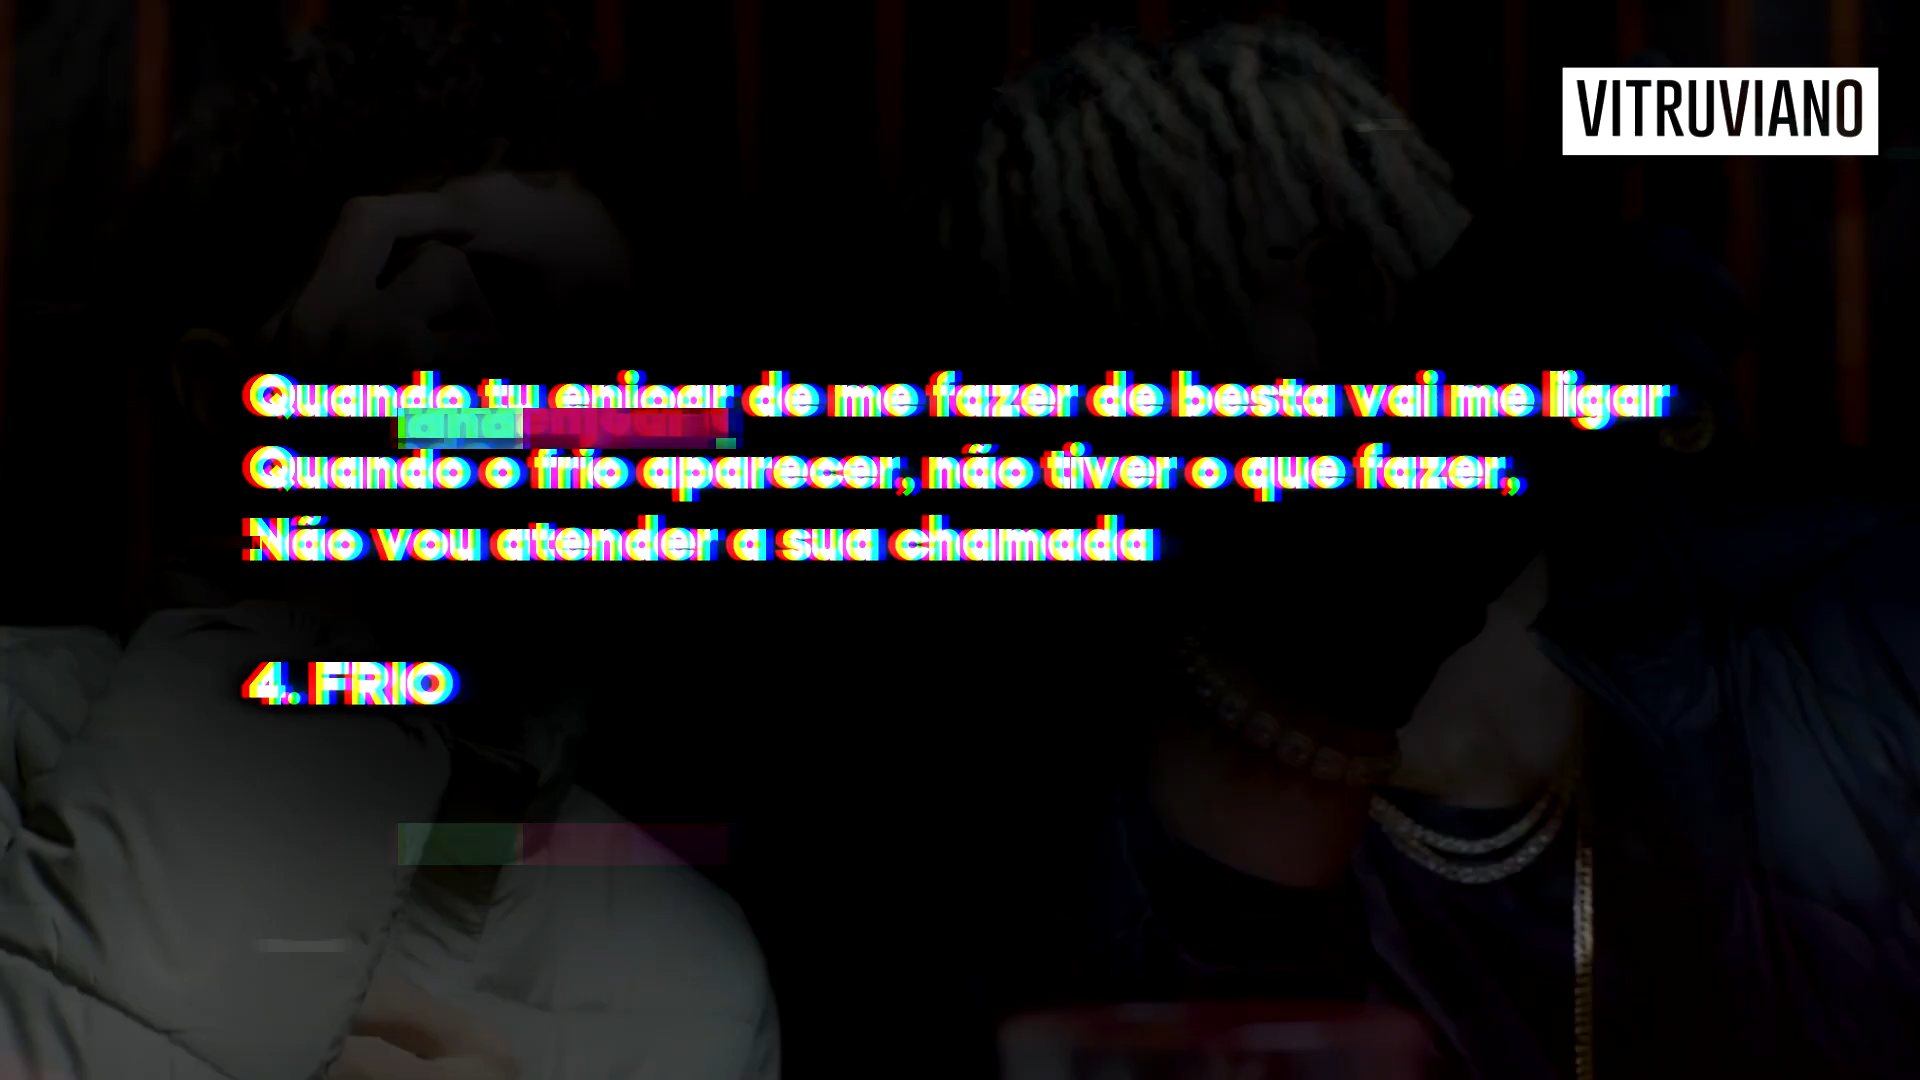 VITRUVIANO
Quando tu enjoar de me fazer de besta vai me ligar
Quando o frio aparecer, não tiver o que fazer,
Não vou atender a sua chamada
4. FRIO